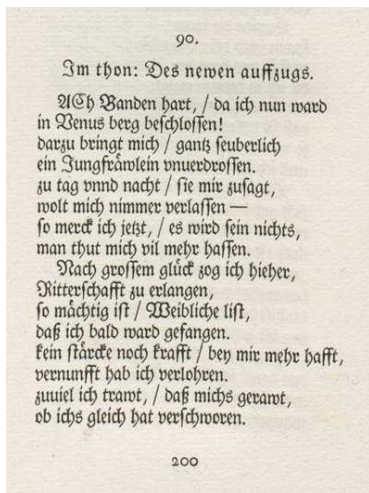 90.
Im thon: Des newen auffzugs.
ACh Banden hart, / da ich nun ward
in Venus berg beschlossen!
darzu bringt mich / gantz seuberlich
ein Jungfräwlein vnuerdrossen.
zu tag vnnd nacht / sie mir zusagt,
wolt mich nimmer verlassen —
so merck ich jetzt, / es wird sein nichts,
man thut mich vil mehr hassen.
Nach grossem glück zog ich hieher,
Ritterschafft zu erlangen,
so mächtig ist / Weibliche list,
daß ich bald ward gefangen.
kein stärcke noch krafft / bey mir mehr hafft,
vernunfft hab ich verlohren.
zuuiel ich trawt, / daß michs gerawt,
ob ichs gleich hat verschworen.
200